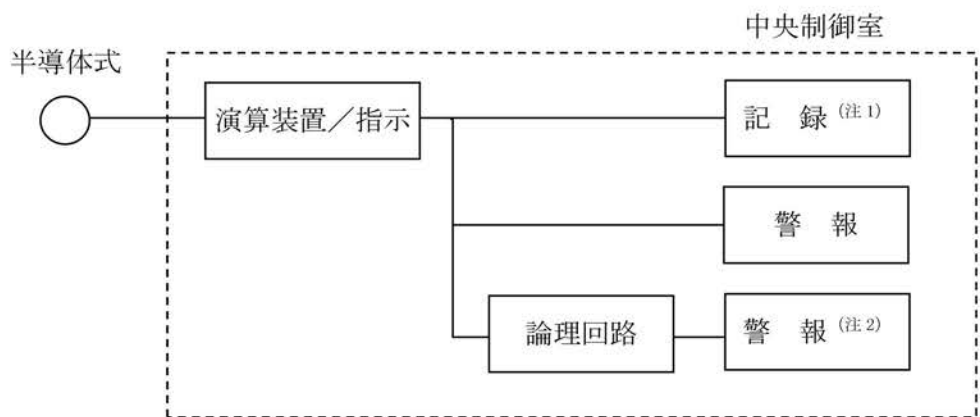 中央制御室
半導体式
演算装置／指示
記 録 (注1)
警 報
論理回路
警 報 (注2)